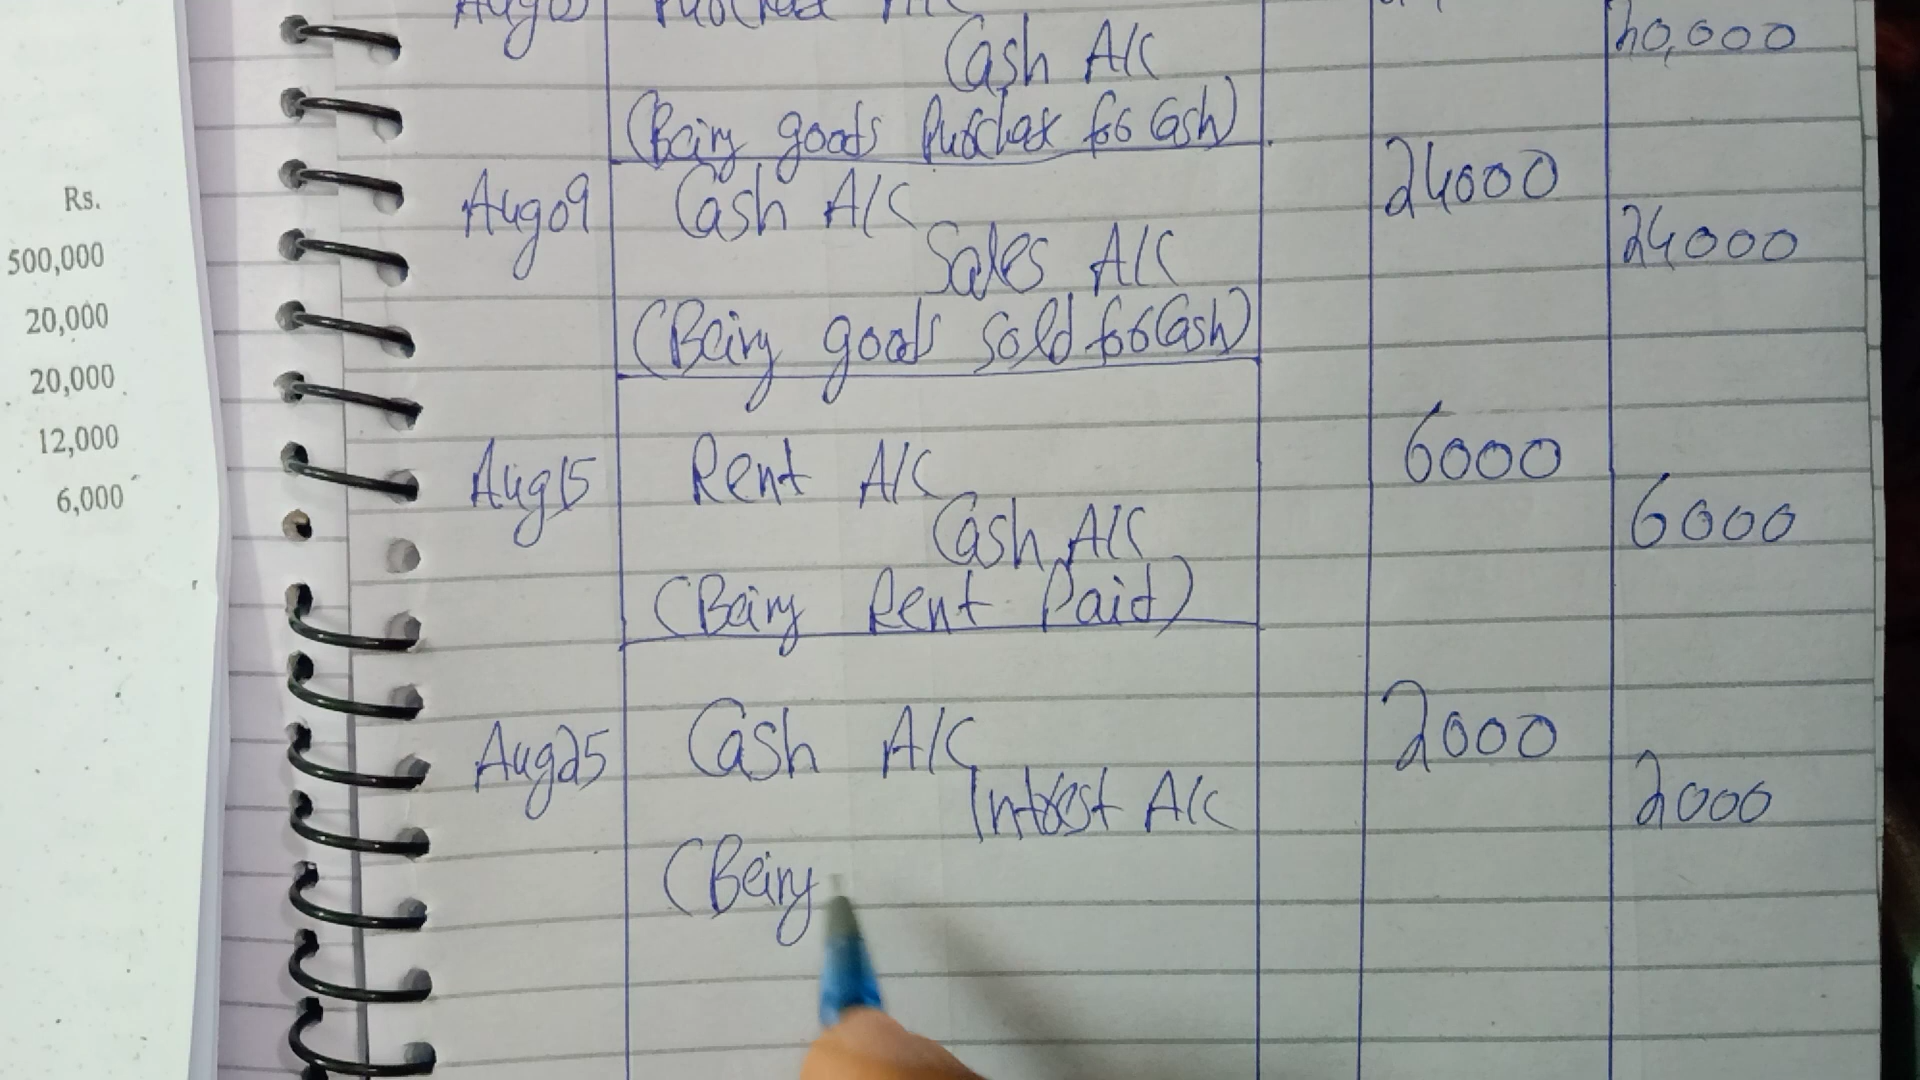 Rs.
500,000
20,000
20,000
12,000
6,000
Cash A/C 20,000
(Being goods Purchase for Cash)
Aug 09 Cash A/C 24000
Sales A/C 24000
(Being goods Sold for Cash)
Aug 15 Rent A/C 6000
Cash A/C 6000
(Being Rent Paid)
Aug 25 Cash A/C 2000
Intrest A/C 2000
(Being